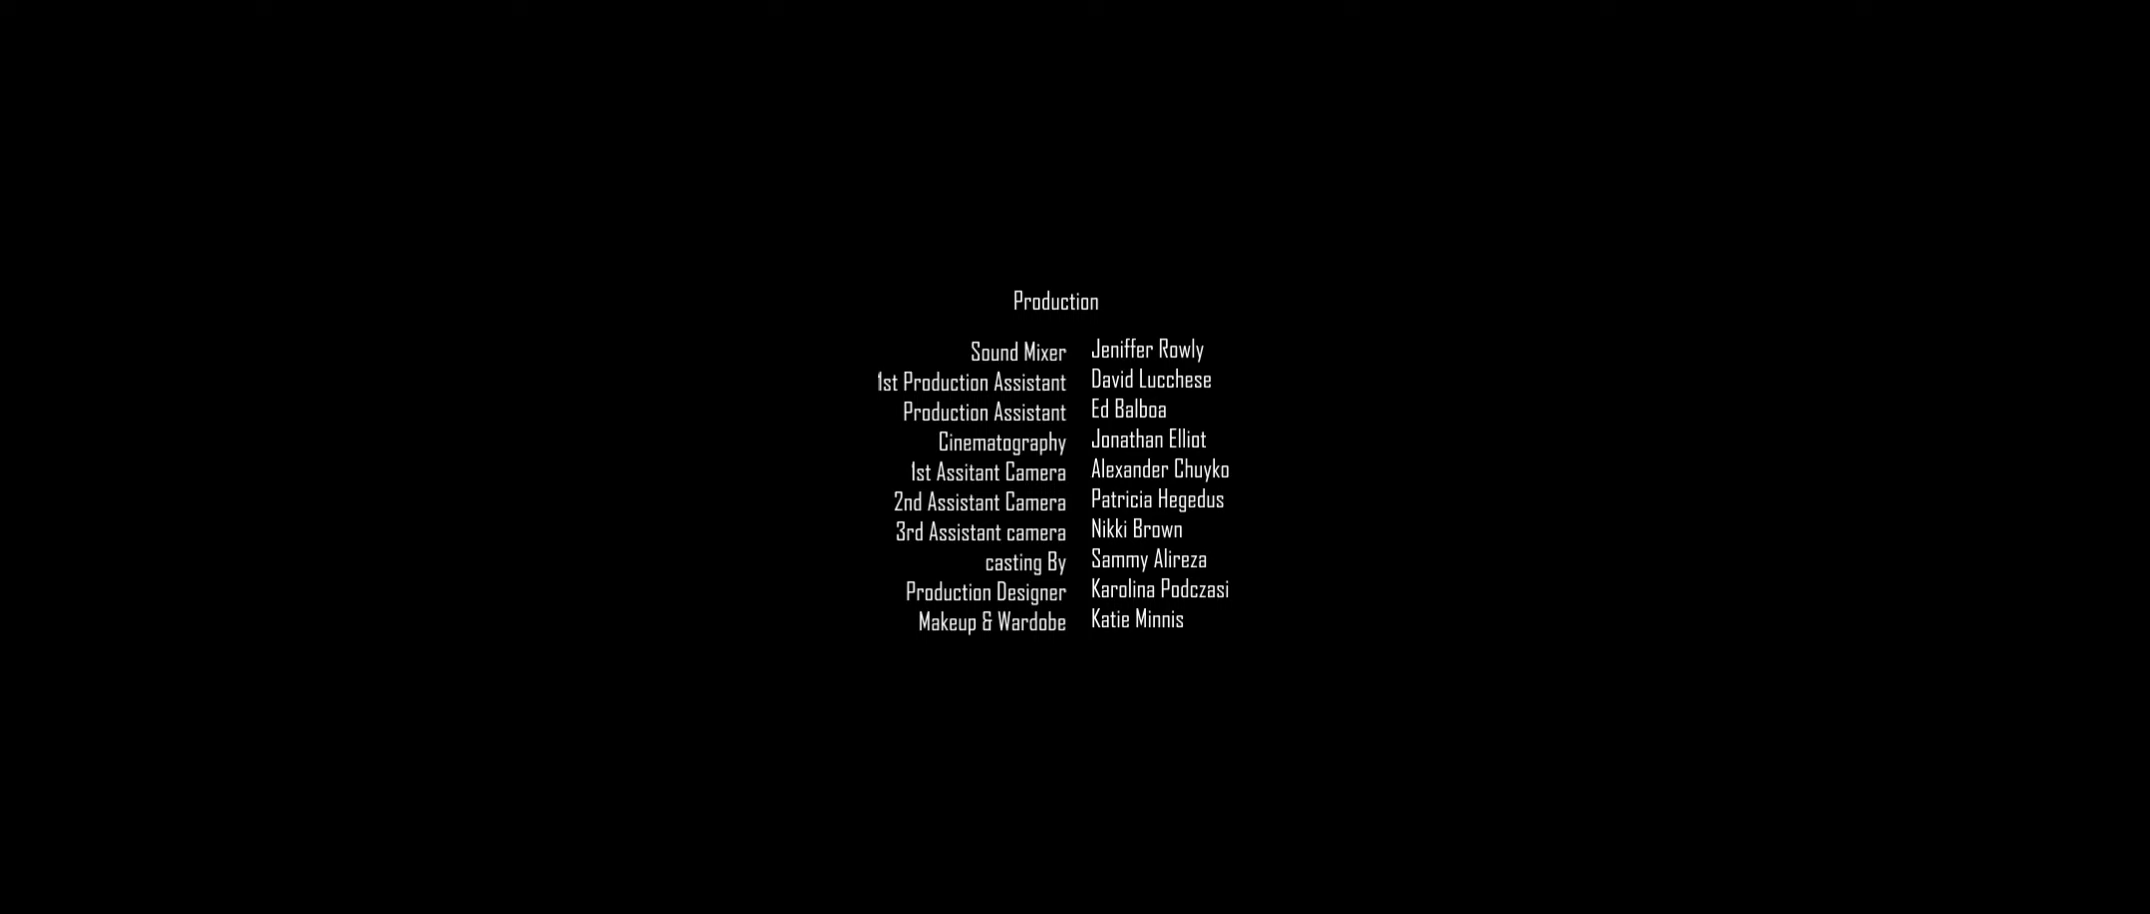 Production
Sound Mixer Jeniffer Rowly
1st Production Assistant David Lucchese
Production Assistant Ed Balboa
Cinematography Jonathan Elliot
1st Assitant Camera Alexander Chuyko
2nd Assistant Camera Patricia Hegedus
3rd Assistant camera Nikki Brown
casting By Sammy Alireza
Production Designer Karolina Podczasi
Makeup & Wardobe Katie Minnis